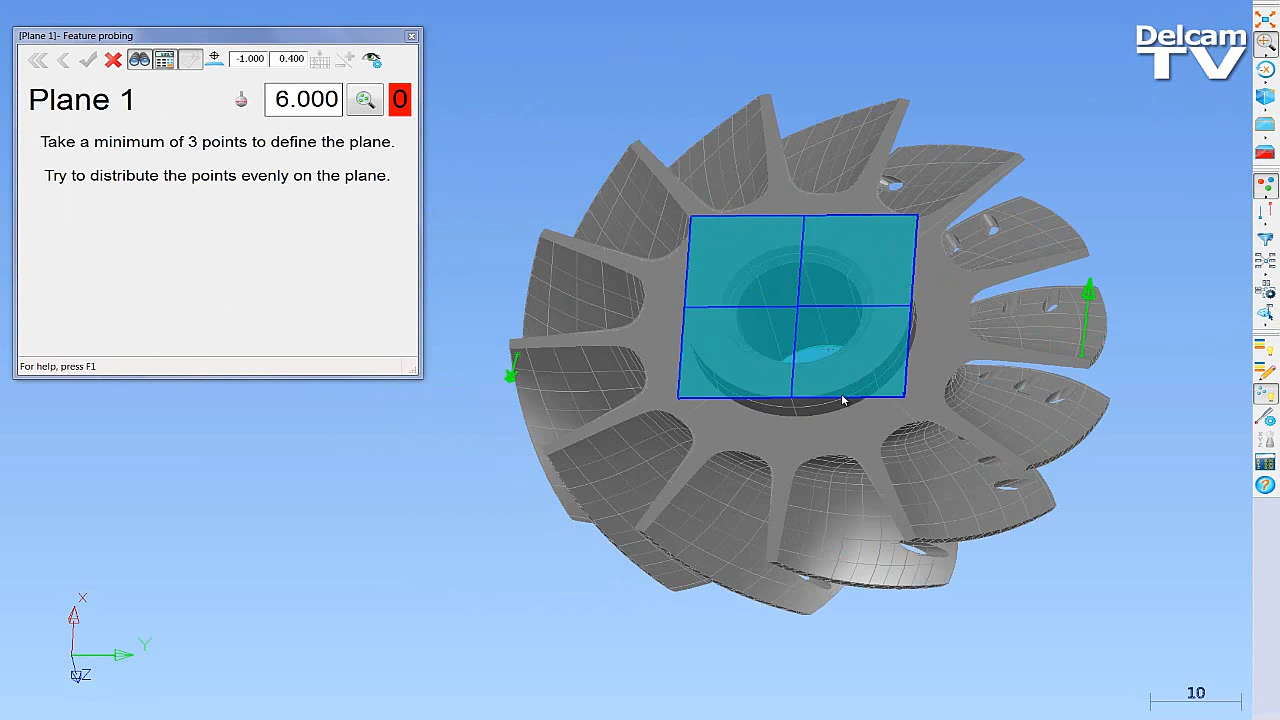 [Plane 1]- Feature probing
-1.000 0.400
Plane 1 6.000 0
Take a minimum of 3 points to define the plane.
Try to distribute the points evenly on the plane.
For help, press F1
Delcam
TV
X
Y
Z
10